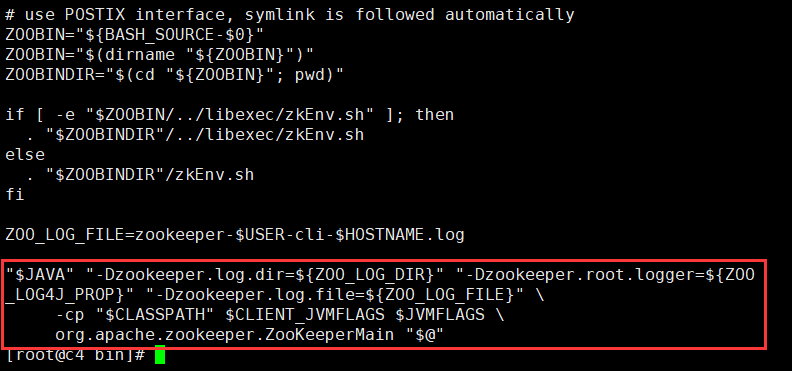 # use POSTIX interface, symlink is followed automatically
ZOOBIN="${BASH_SOURCE-$0}"
ZOOBIN="$(dirname "${ZOOBIN}")"
ZOOBINDIR="$(cd "${ZOOBIN}"; pwd)"

if [ -e "$ZOOBIN/../libexec/zkEnv.sh" ]; then
  . "$ZOOBINDIR"/../libexec/zkEnv.sh
else
  . "$ZOOBINDIR"/zkEnv.sh
fi

ZOO_LOG_FILE=zookeeper-$USER-cli-$HOSTNAME.log

"$JAVA" "-Dzookeeper.log.dir=${ZOO_LOG_DIR}" "-Dzookeeper.root.logger=${ZOO
_LOG4J_PROP}" "-Dzookeeper.log.file=${ZOO_LOG_FILE}" \
     -cp "$CLASSPATH" $CLIENT_JVMFLAGS $JVMFLAGS \
     org.apache.zookeeper.ZooKeeperMain "$@"
[root@c4 bin]#